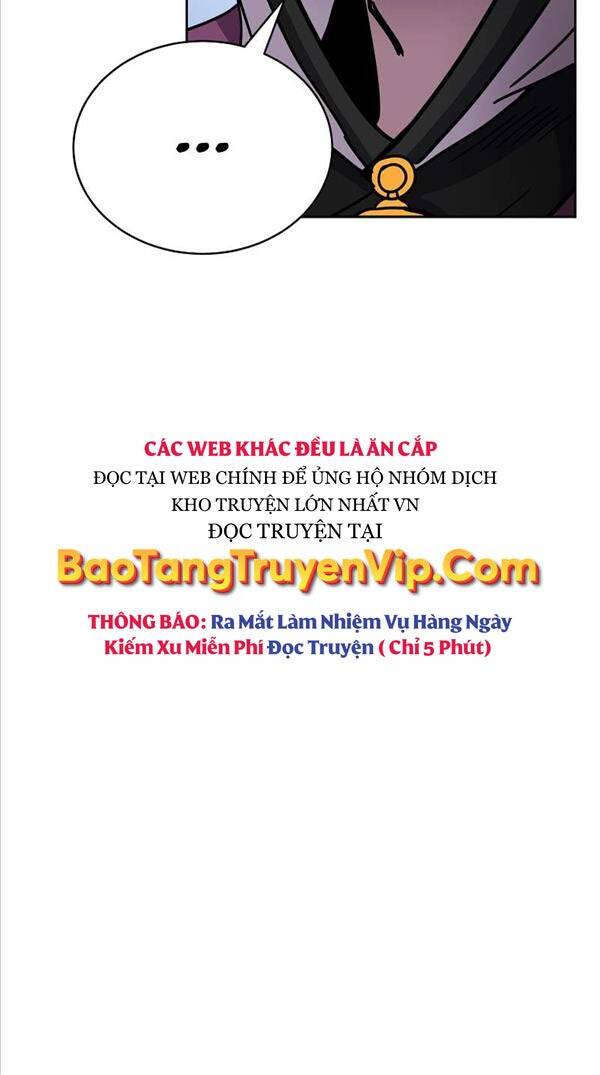 ...
CÁC WEB KHÁC ĐỀU LÀ ĂN CẮP
ĐỌC TẠI WEB CHÍNH ĐỂ ỦNG HỘ NHÓM DỊCH
KHO TRUYỆN LỚN NHẤT VN
ĐỌC TRUYỆN TẠI
BaoTangTruyenVip.Com
THÔNG BÁO: Ra Mắt Làm Nhiệm Vụ Hàng Ngày
Kiếm Xu Miễn Phí Đọc Truyện ( Chỉ 5 Phút)